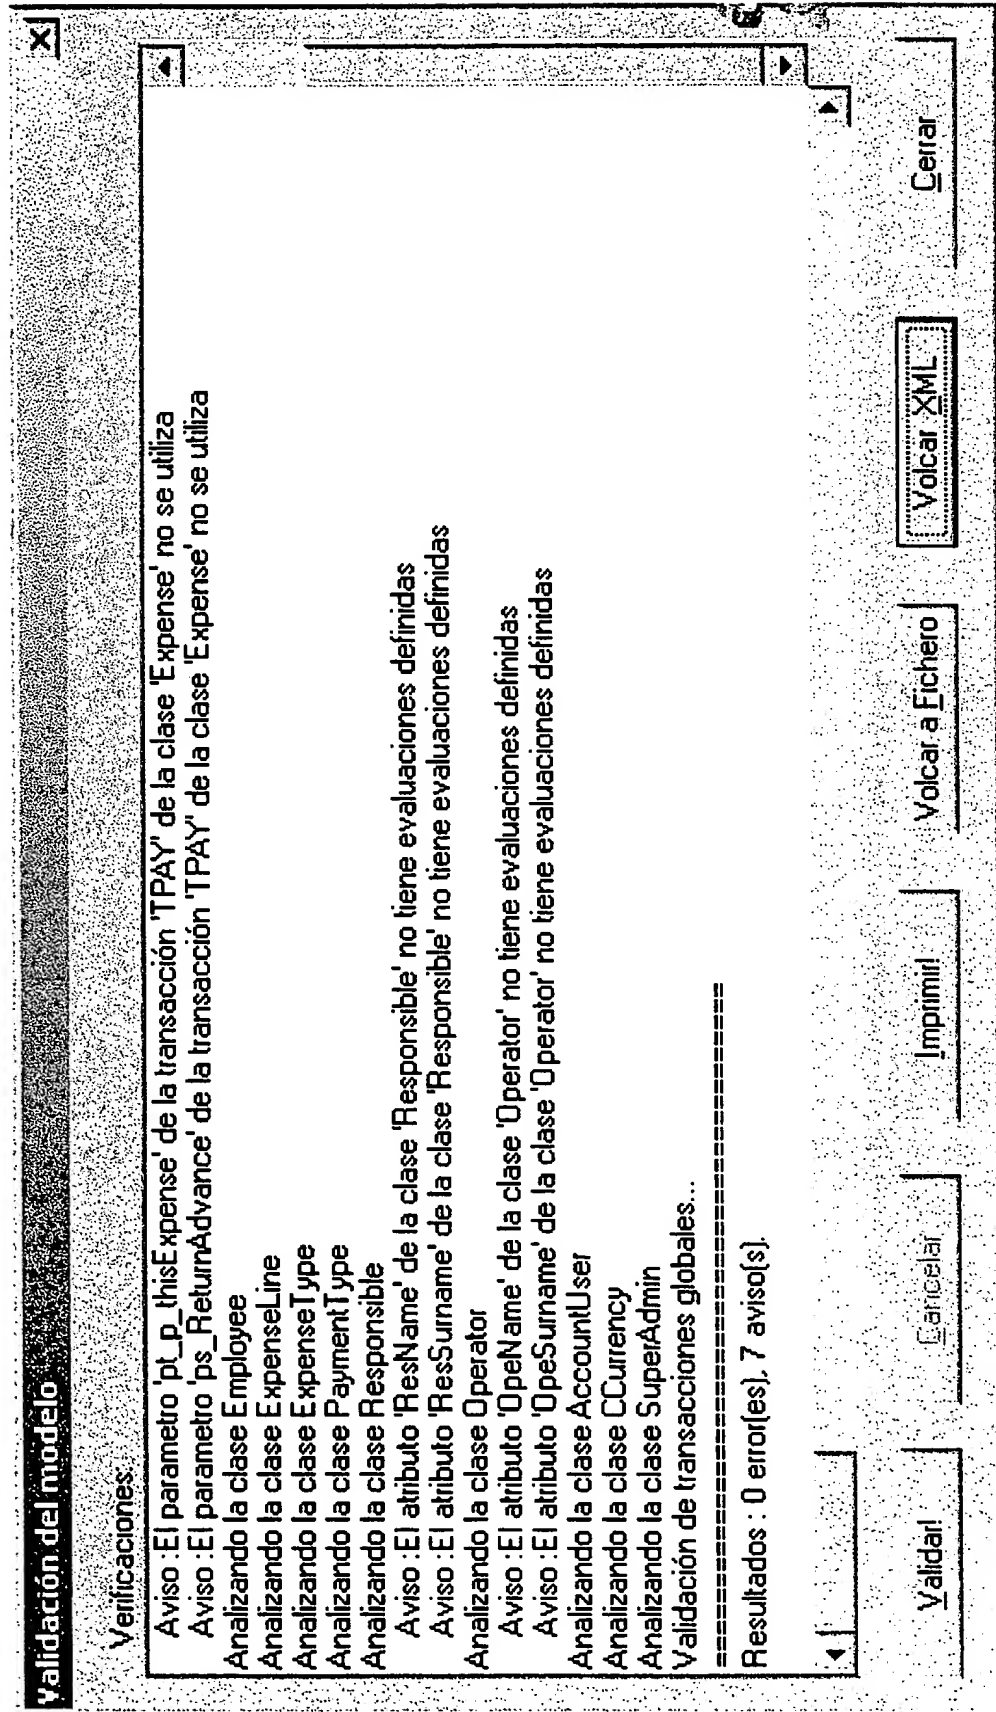 Validación del modelo
Verificaciones:
Aviso :El parametro 'pt_p_thisExpense' de la transacción 'TPAY' de la clase 'Expense' no se utiliza
Aviso :El parametro 'ps_ReturnAdvance' de la transacción 'TPAY' de la clase 'Expense' no se utiliza
Analizando la clase Employee
Analizando la clase ExpenseLine
Analizando la clase ExpenseType
Analizando la clase PaymentType
Analizando la clase Responsible
Aviso :El atributo 'ResName' de la clase 'Responsible' no tiene evaluaciones definidas
Aviso :El atributo 'ResSurname' de la clase 'Responsible' no tiene evaluaciones definidas
Analizando la clase Operator
Aviso :El atributo 'OpeName' de la clase 'Operator' no tiene evaluaciones definidas
Aviso :El atributo 'OpeSurname' de la clase 'Operator' no tiene evaluaciones definidas
Analizando la clase AccountUser
Analizando la clase CCurrency
Analizando la clase SuperAdmin
Validación de transacciones globales...
==========================================
Resultados : 0 error(es), 7 aviso(s).
Validar!
Cancelar
Imprimir!
Volcar a Fichero
Volcar XML
Cerrar